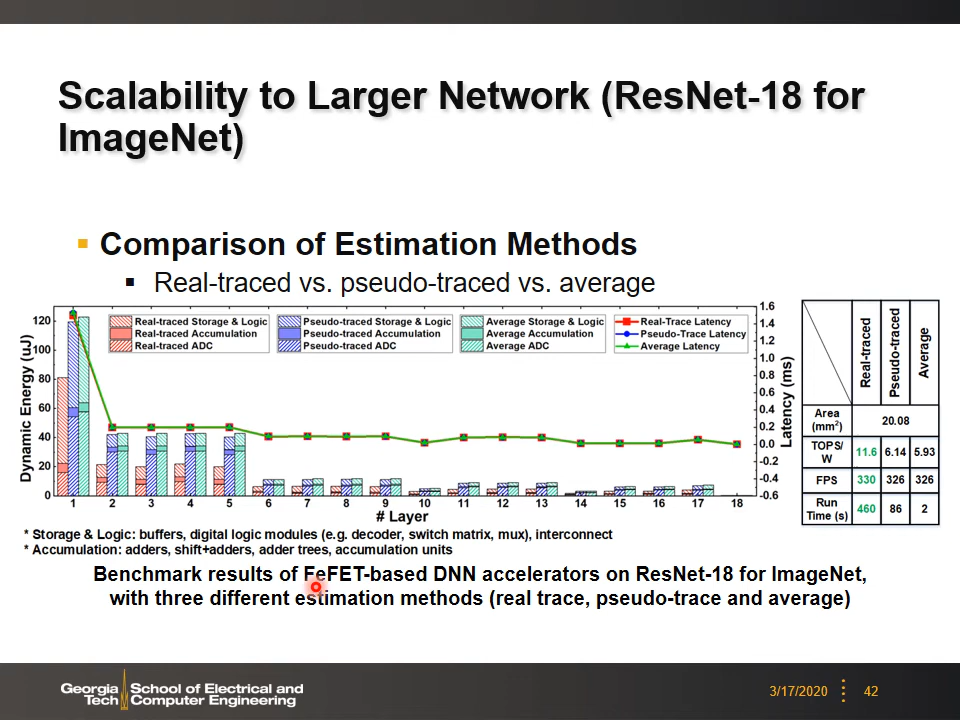 Scalability to Larger Network (ResNet-18 for
ImageNet)
Comparison of Estimation Methods
Real-traced vs. pseudo-traced vs. average
Dynamic Energy (uJ)
120
100
80
60
40
20
0
Real-traced Storage & Logic
Real-traced Accumulation
Real-traced ADC
Pseudo-traced Storage & Logic
Pseudo-traced Accumulation
Pseudo-traced ADC
Average Storage & Logic
Average Accumulation
Average ADC
Real-Trace Latency
Pseudo-Trace Latency
Average Latency
1.6
1.4
1.2
1.0
0.8
0.6
0.4
0.2
0.0
-0.2
-0.4
-0.6
Latency (ms)
1 2 3 4 5 6 7 8 9 10 11 12 13 14 15 16 17 18
# Layer
Real-traced Pseudo-traced Average
Area
(mm²) 20.08
TOPS/
W 11.6 6.14 5.93
FPS 330 326 326
Run
Time (s) 460 86 2
* Storage & Logic: buffers, digital logic modules (e.g. decoder, switch matrix, mux), interconnect
* Accumulation: adders, shift+adders, adder trees, accumulation units
Benchmark results of FeFET-based DNN accelerators on ResNet-18 for ImageNet,
with three different estimation methods (real trace, pseudo-trace and average)
Georgia
Tech
School of Electrical and
Computer Engineering
3/17/2020
42